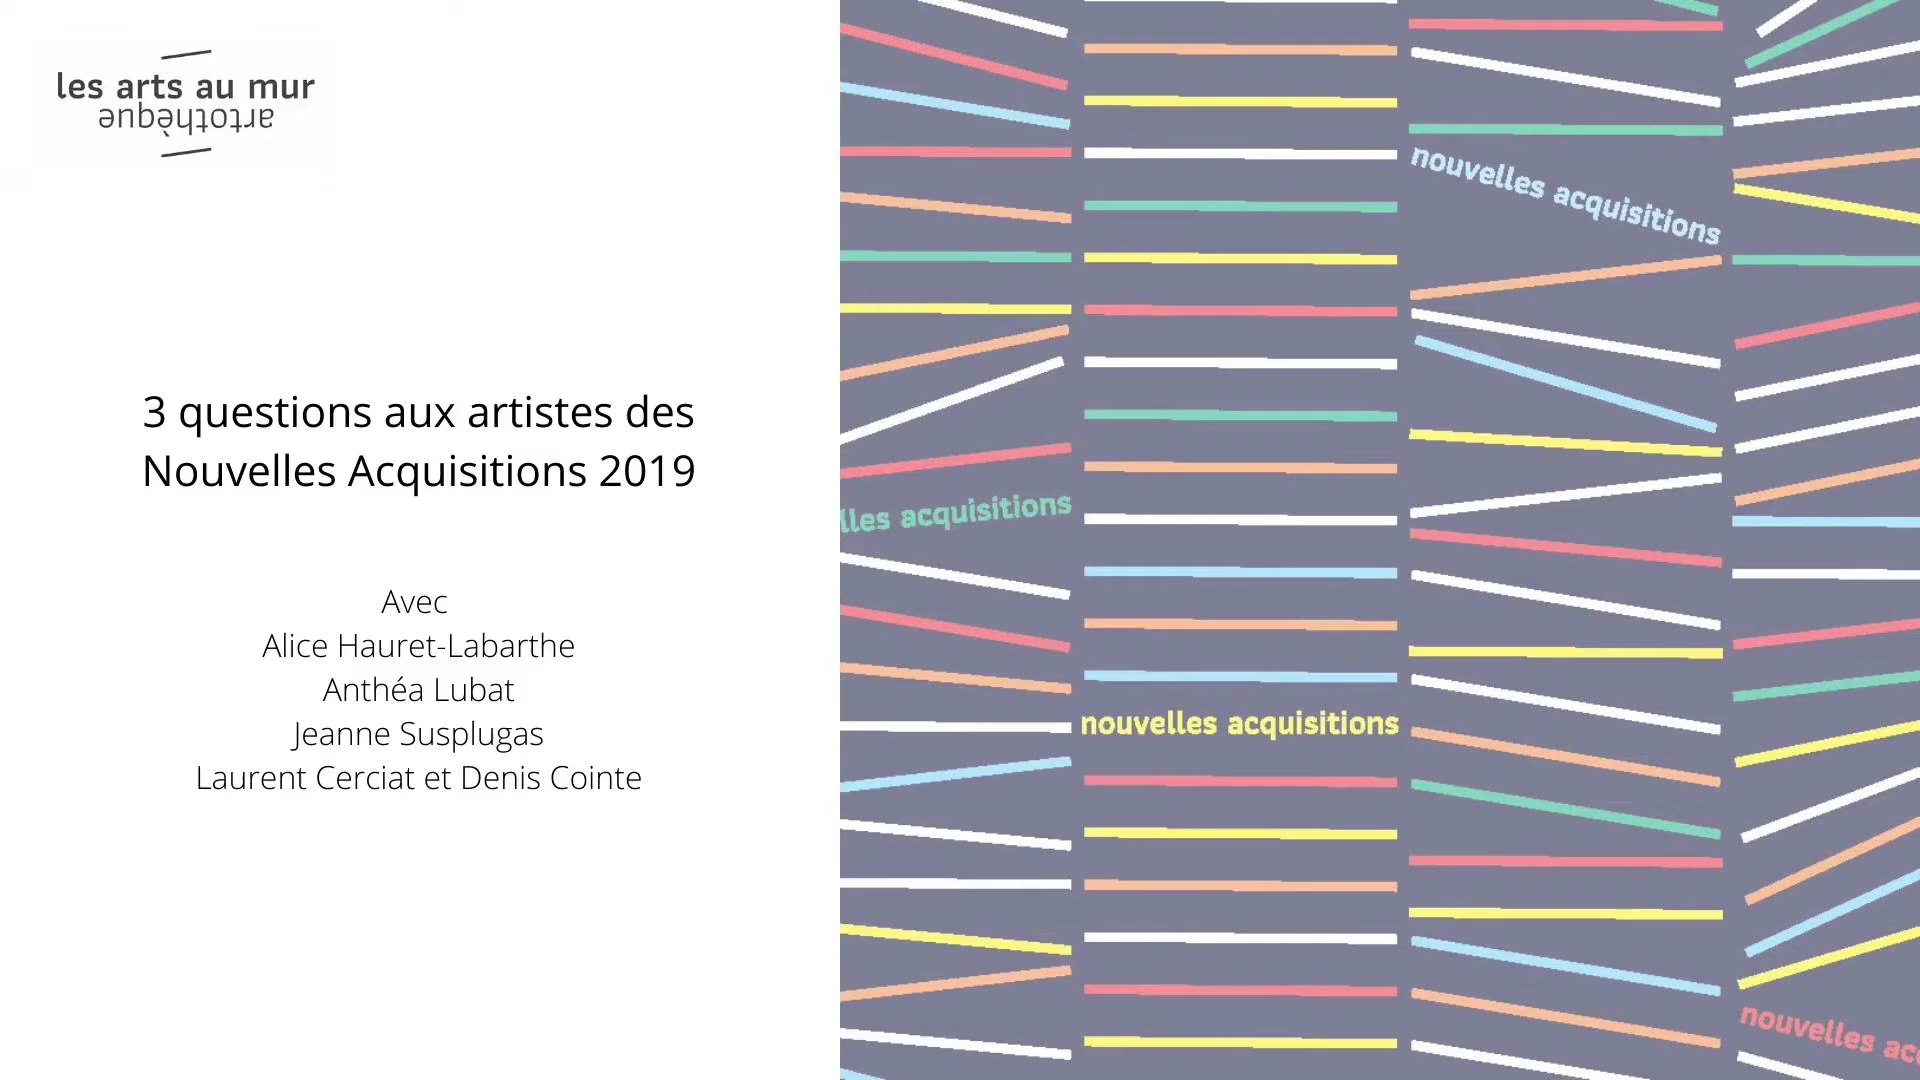 les arts au mur
artothèque
3 questions aux artistes des
Nouvelles Acquisitions 2019
Avec
Alice Hauret-Labarthe
Anthéa Lubat
Jeanne Susplugas
Laurent Cerciat et Denis Cointe
nouvelles acquisitions
lles acquisitions
nouvelles acquisitions
nouvelles ac